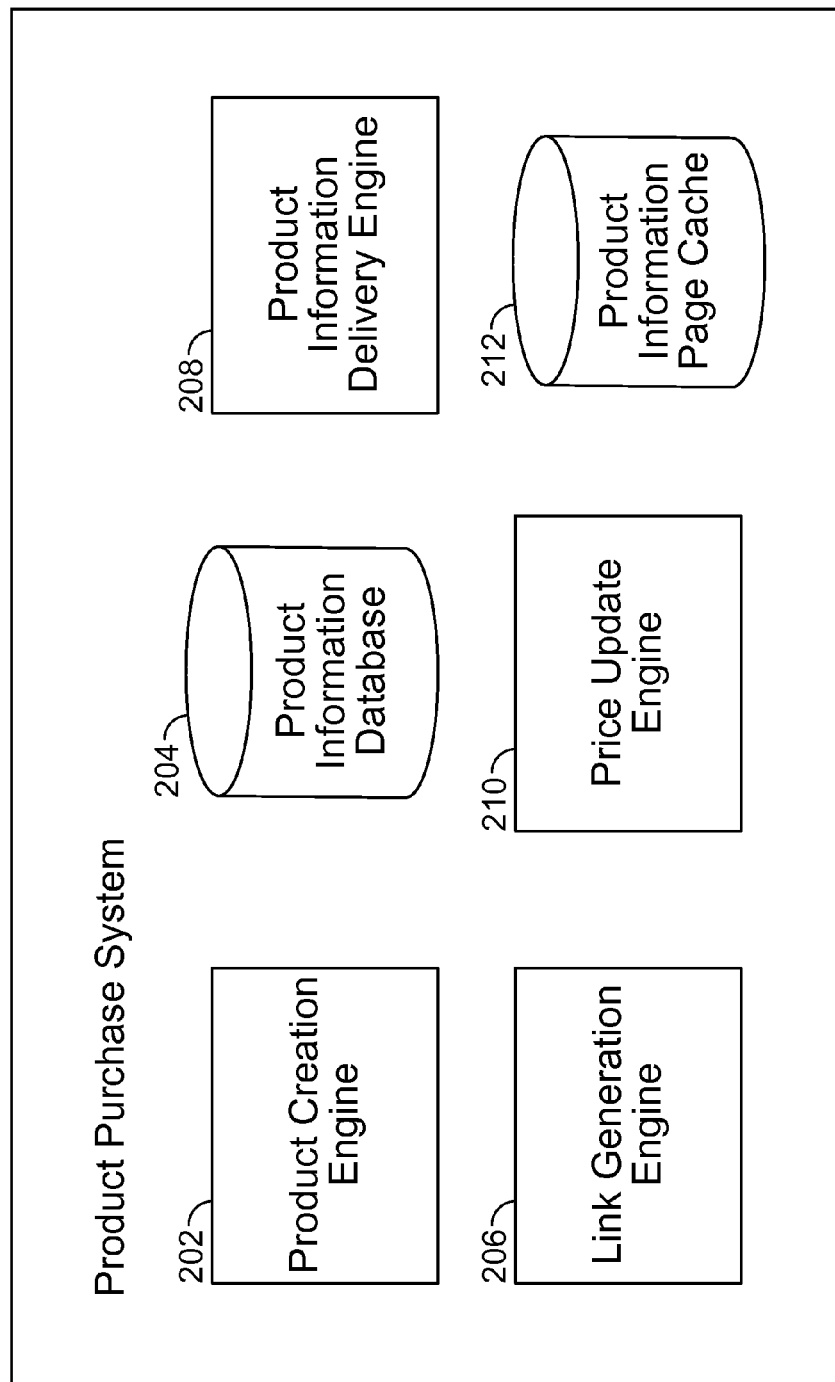 Product Purchase System
202
Product Creation
Engine
204
Product
Information
Database
208
Product
Information
Delivery Engine
206
Link Generation
Engine
210
Price Update
Engine
212
Product
Information
Page Cache